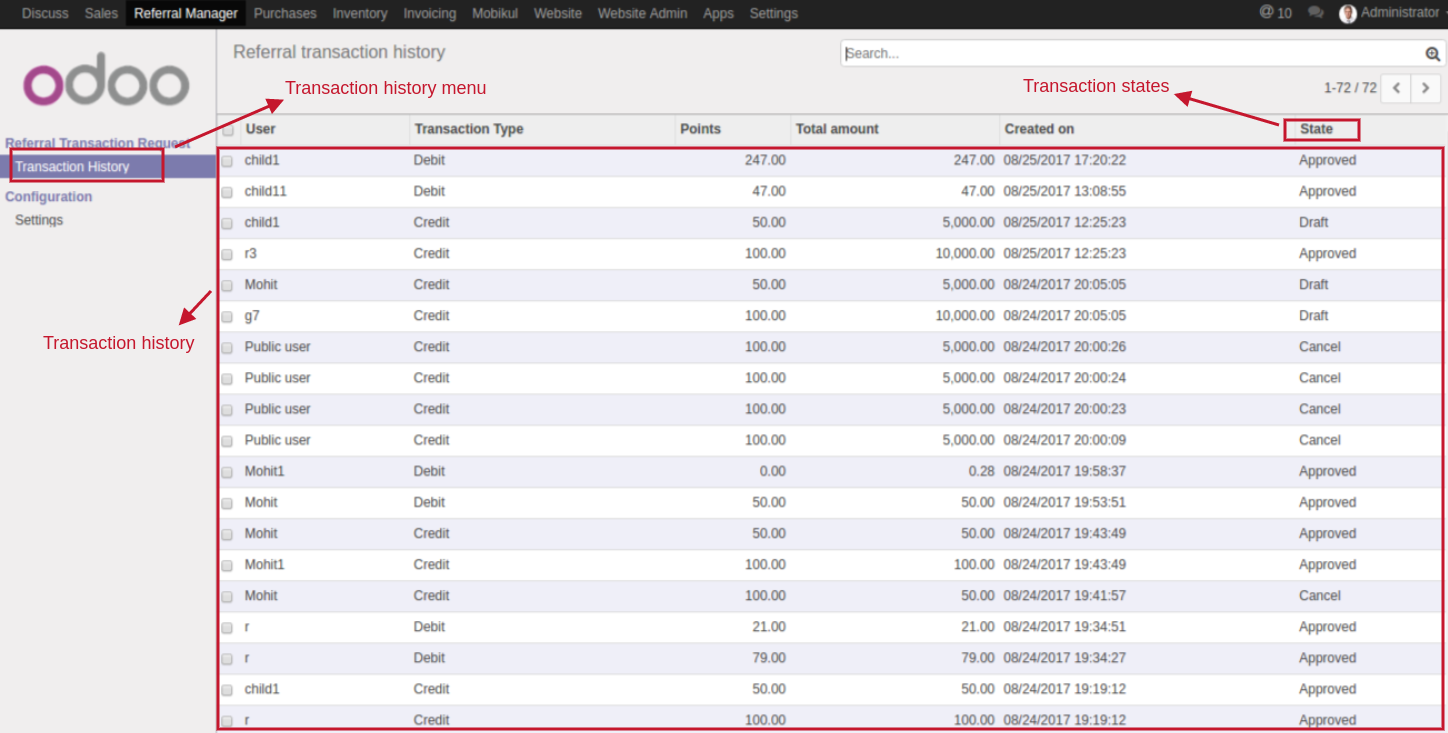 Discuss Sales Referral Manager Purchases Inventory Invoicing Mobikul Website Website Admin Apps Settings @ 10 Administrator
odoo
Referral transaction history
Search...
Transaction history menu
Transaction states
1-72 / 72
Referral Transaction Request
Transaction History
Configuration
Settings
Transaction history
User Transaction Type Points Total amount Created on State
child1 Debit 247.00 247.00 08/25/2017 17:20:22 Approved
child11 Debit 47.00 47.00 08/25/2017 13:08:55 Approved
child1 Credit 50.00 5,000.00 08/25/2017 12:25:23 Draft
r3 Credit 100.00 10,000.00 08/25/2017 12:25:23 Approved
Mohit Credit 50.00 5,000.00 08/24/2017 20:05:05 Draft
g7 Credit 100.00 10,000.00 08/24/2017 20:05:05 Draft
Public user Credit 100.00 5,000.00 08/24/2017 20:00:26 Cancel
Public user Credit 100.00 5,000.00 08/24/2017 20:00:24 Cancel
Public user Credit 100.00 5,000.00 08/24/2017 20:00:23 Cancel
Public user Credit 100.00 5,000.00 08/24/2017 20:00:09 Cancel
Mohit1 Debit 0.00 0.28 08/24/2017 19:58:37 Approved
Mohit Debit 50.00 50.00 08/24/2017 19:53:51 Approved
Mohit Credit 50.00 50.00 08/24/2017 19:43:49 Approved
Mohit1 Credit 100.00 100.00 08/24/2017 19:43:49 Approved
Mohit Credit 100.00 50.00 08/24/2017 19:41:57 Cancel
r Debit 21.00 21.00 08/24/2017 19:34:51 Approved
r Debit 79.00 79.00 08/24/2017 19:34:27 Approved
child1 Credit 50.00 50.00 08/24/2017 19:19:12 Approved
r Credit 100.00 100.00 08/24/2017 19:19:12 Approved